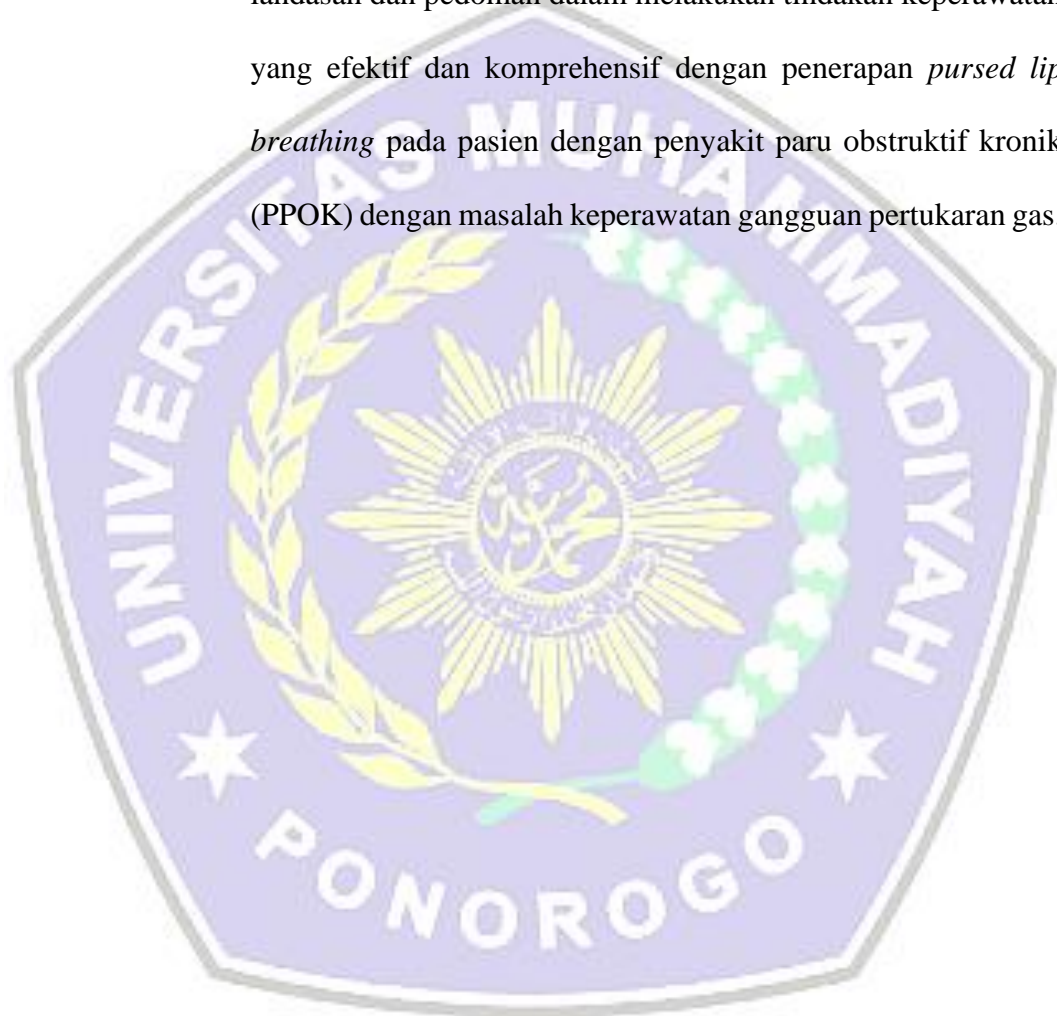 landasan dan pedoman dalam melakukan tindakan keperawatan
yang efektif dan komprehensif dengan penerapan pursed lip
breathing pada pasien dengan penyakit paru obstruktif kronik
(PPOK) dengan masalah keperawatan gangguan pertukaran gas.
UNIVERSITAS MUHAMMADIYAH
PONOROGO